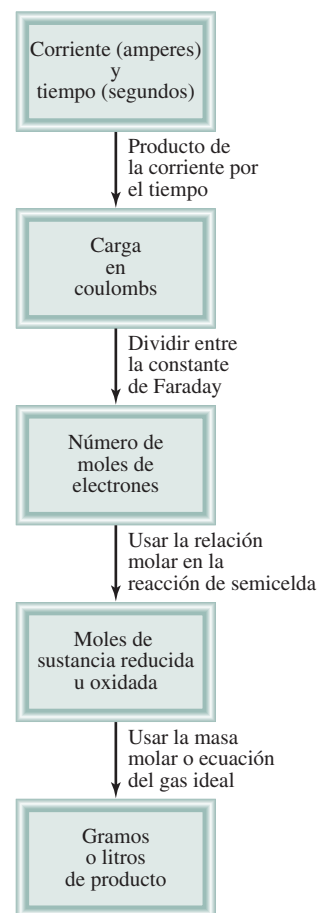 Corriente (amperes)
y
tiempo (segundos)
Producto de
la corriente por
el tiempo
Carga
en
coulombs
Dividir entre
la constante
de Faraday
Número de
moles de
electrones
Usar la relación
molar en la
reacción de semicelda
Moles de
sustancia reducida
u oxidada
Usar la masa
molar o ecuación
del gas ideal
Gramos
o litros
de producto